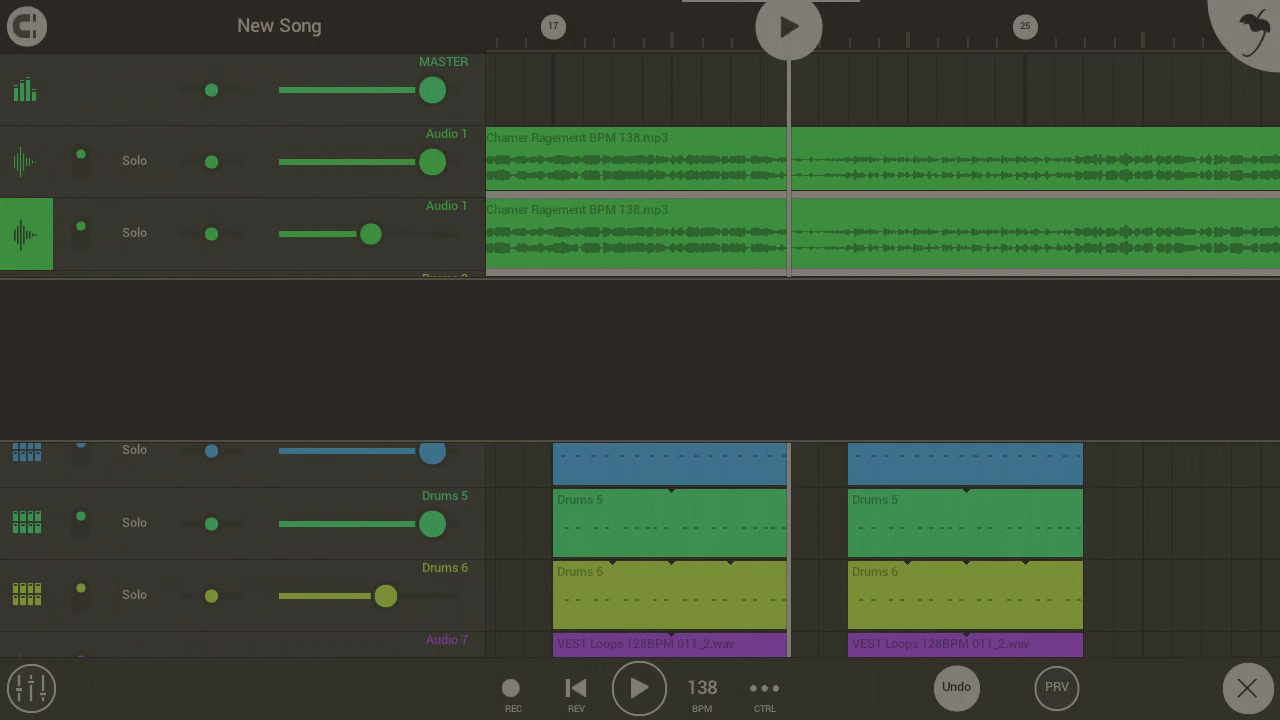 New Song
17
25
MASTER
Audio 1
Chamer Ragement BPM 138.mp3
Solo
Audio 1
Chamer Ragement BPM 138.mp3
Solo
Solo
Drums 5
Drums 5
Drums 5
Solo
Drums 6
Drums 6
Drums 6
Solo
Audio 7
VES1 Loops 128BPM 011_2.wav
VES1 Loops 128BPM 011_2.wav
138
Undo
PRV
REC
REV
BPM
CTRL